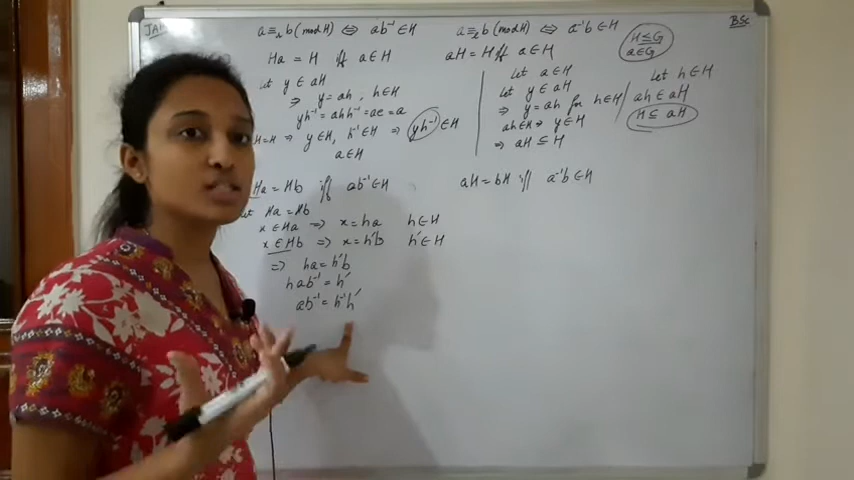 JAM
a ≡ᵣ b (mod H) ⇔ ab⁻¹ ∈ H
Ha = H iff a ∈ H
Let y ∈ aH
⇒ y = ah, h ∈ H
yh⁻¹ = ahh⁻¹ = ae = a
H = H ⇒ y ∈ H, h⁻¹ ∈ H ⇒ yh⁻¹ ∈ H
a ∈ H
Ha = Hb iff ab⁻¹ ∈ H
Let Ha = Hb
x ∈ Ha ⇒ x = ha h ∈ H
x ∈ Hb ⇒ x = h'b h' ∈ H
⇒ ha = h'b
hab⁻¹ = h'
ab⁻¹ = h⁻¹h'
(mod H) ⇔ a⁻¹b ∈ H
aH = H iff a ∈ H
Let a ∈ H
Let y ∈ aH
⇒ y = ah for h ∈ H
ah ∈ H ⇒ y ∈ H
⇒ aH ⊆ H
H ≤ G
a ∈ G
Let h ∈ H
ah ∈ aH
H ⊆ aH
aH = bH iff a⁻¹b ∈ H
BSc